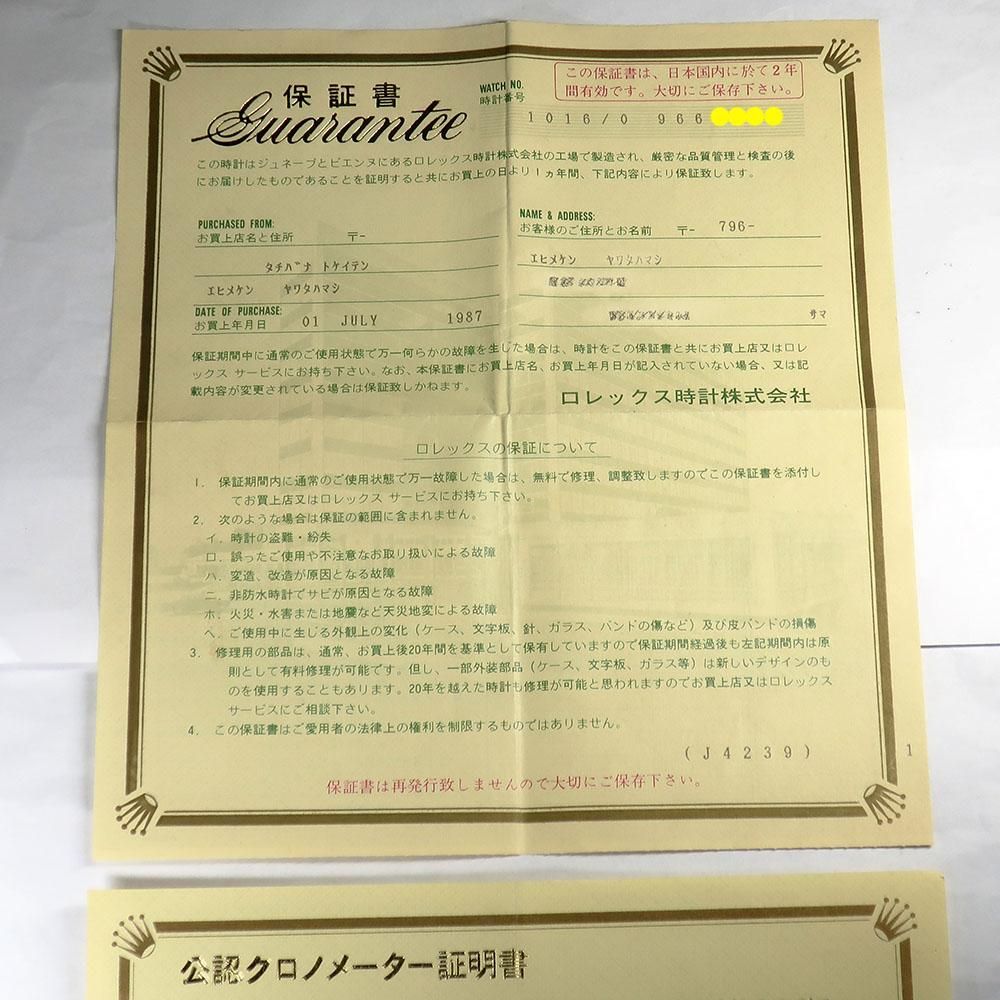 保証書
Guarantee
WATCH NO.
時計番号
この保証書は、日本国内に於て2年
間有効です。大切にご保存下さい。
1016/0 966
この時計はジュネーブとビエンヌにあるロレックス時計株式会社の工場で製造され、厳密な品質管理と検査の後
にお届けしたものであることを証明すると共にお買上の日より1ヵ年間、下記内容により保証致します。
PURCHASED FROM:
お買上店名と住所 〒-
タチバナ トケイテン
エヒメケン ヤワタハマシ
DATE OF PURCHASE:
お買上年月日 01 JULY 1987
NAME & ADDRESS:
お客様のご住所とお名前 〒- 796-
エヒメケン ヤワタハマシ
サマ
保証期間中に通常のご使用状態で万一何らかの故障を生じた場合は、時計をこの保証書と共にお買上店又はロレ
ックス サービスにお持ち下さい。なお、本保証書にお買上店名、お買上年月日が記入されていない場合、又は記
載内容が変更されている場合は保証致しかねます。
ロレックス時計株式会社
ロレックスの保証について
1. 保証期間内に通常のご使用状態で万一故障した場合は、無料で修理、調整致しますのでこの保証書を添付し
てお買上店又はロレックス サービスにお持ち下さい。
2. 次のような場合は保証の範囲に含まれません。
イ. 時計の盗難・紛失
ロ. 誤ったご使用や不注意なお取り扱いによる故障
ハ. 変造、改造が原因となる故障
ニ. 非防水時計でサビが原因となる故障
ホ. 火災・水害または地震など天災地変による故障
ヘ. ご使用中に生じる外観上の変化(ケース、文字板、針、ガラス、バンドの傷など)及び皮バンドの損傷
3. 修理用の部品は、通常、お買上後20年間を基準として保有していますので保証期間経過後も左記期間内は原
則として有料修理が可能です。但し、一部外装部品(ケース、文字板、ガラス等)は新しいデザインのも
のを使用することもあります。20年を越えた時計も修理が可能と思われますのでお買上店又はロレックス
サービスにご相談下さい。
4. この保証書はご愛用者の法律上の権利を制限するものではありません。
(J4239) 1
保証書は再発行致しませんので大切にご保存下さい。
公認クロノメーター証明書